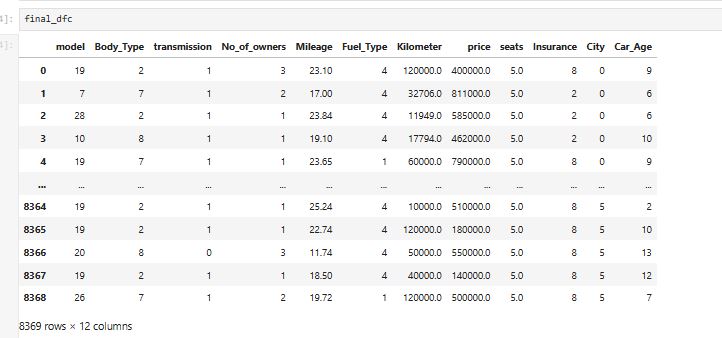 4]: final_dfc
4]:
model Body_Type transmission No_of_owners Mileage Fuel_Type Kilometer price seats Insurance City Car_Age
0 19 2 1 3 23.10 4 120000.0 400000.0 5.0 8 0 9
1 7 7 1 2 17.00 4 32706.0 811000.0 5.0 2 0 6
2 28 2 1 1 23.84 4 11949.0 585000.0 5.0 2 0 6
3 10 8 1 1 19.10 4 17794.0 462000.0 5.0 2 0 10
4 19 7 1 1 23.65 1 60000.0 790000.0 5.0 8 0 9
... ... ... ... ... ... ... ... ... ... ... ... ...
8364 19 2 1 1 25.24 4 10000.0 510000.0 5.0 8 5 2
8365 19 2 1 1 22.74 4 120000.0 180000.0 5.0 8 5 10
8366 20 8 0 3 11.74 4 50000.0 550000.0 5.0 8 5 13
8367 19 2 1 1 18.50 4 40000.0 140000.0 5.0 8 5 12
8368 26 7 1 2 19.72 1 120000.0 500000.0 5.0 8 5 7
8369 rows × 12 columns